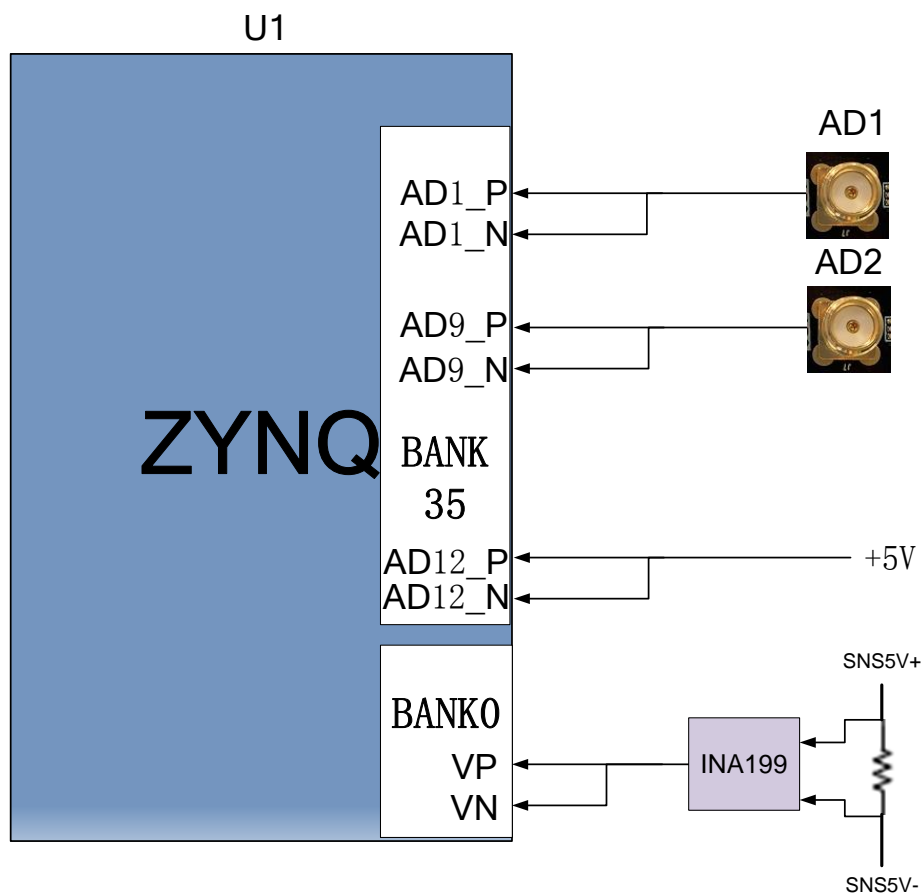 U1
AD1
AD1_P
AD1_N
AD2
AD9_P
AD9_N
ZYNQ
BANK
35
AD12_P
+5V
AD12_N
SNS5V+
BANK0
INA199
VP
VN
SNS5V-